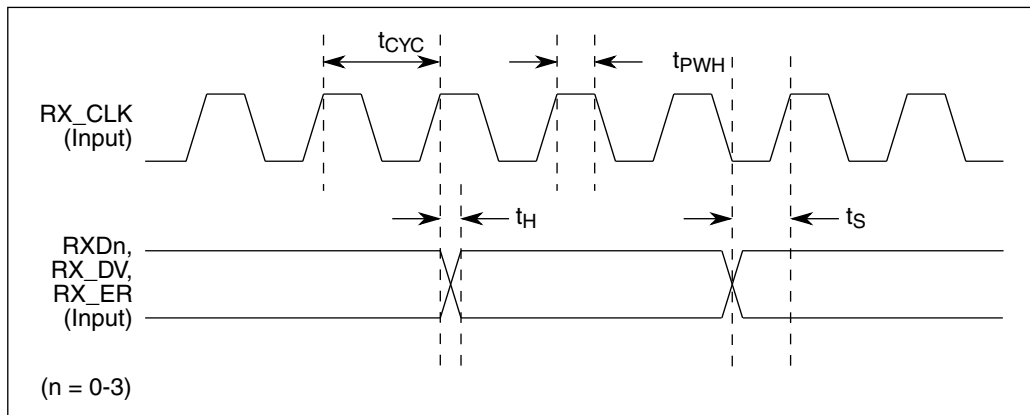 tCYC
tPWH
RX_CLK
(Input)
tH
tS
RXDn,
RX_DV,
RX_ER
(Input)
(n = 0-3)